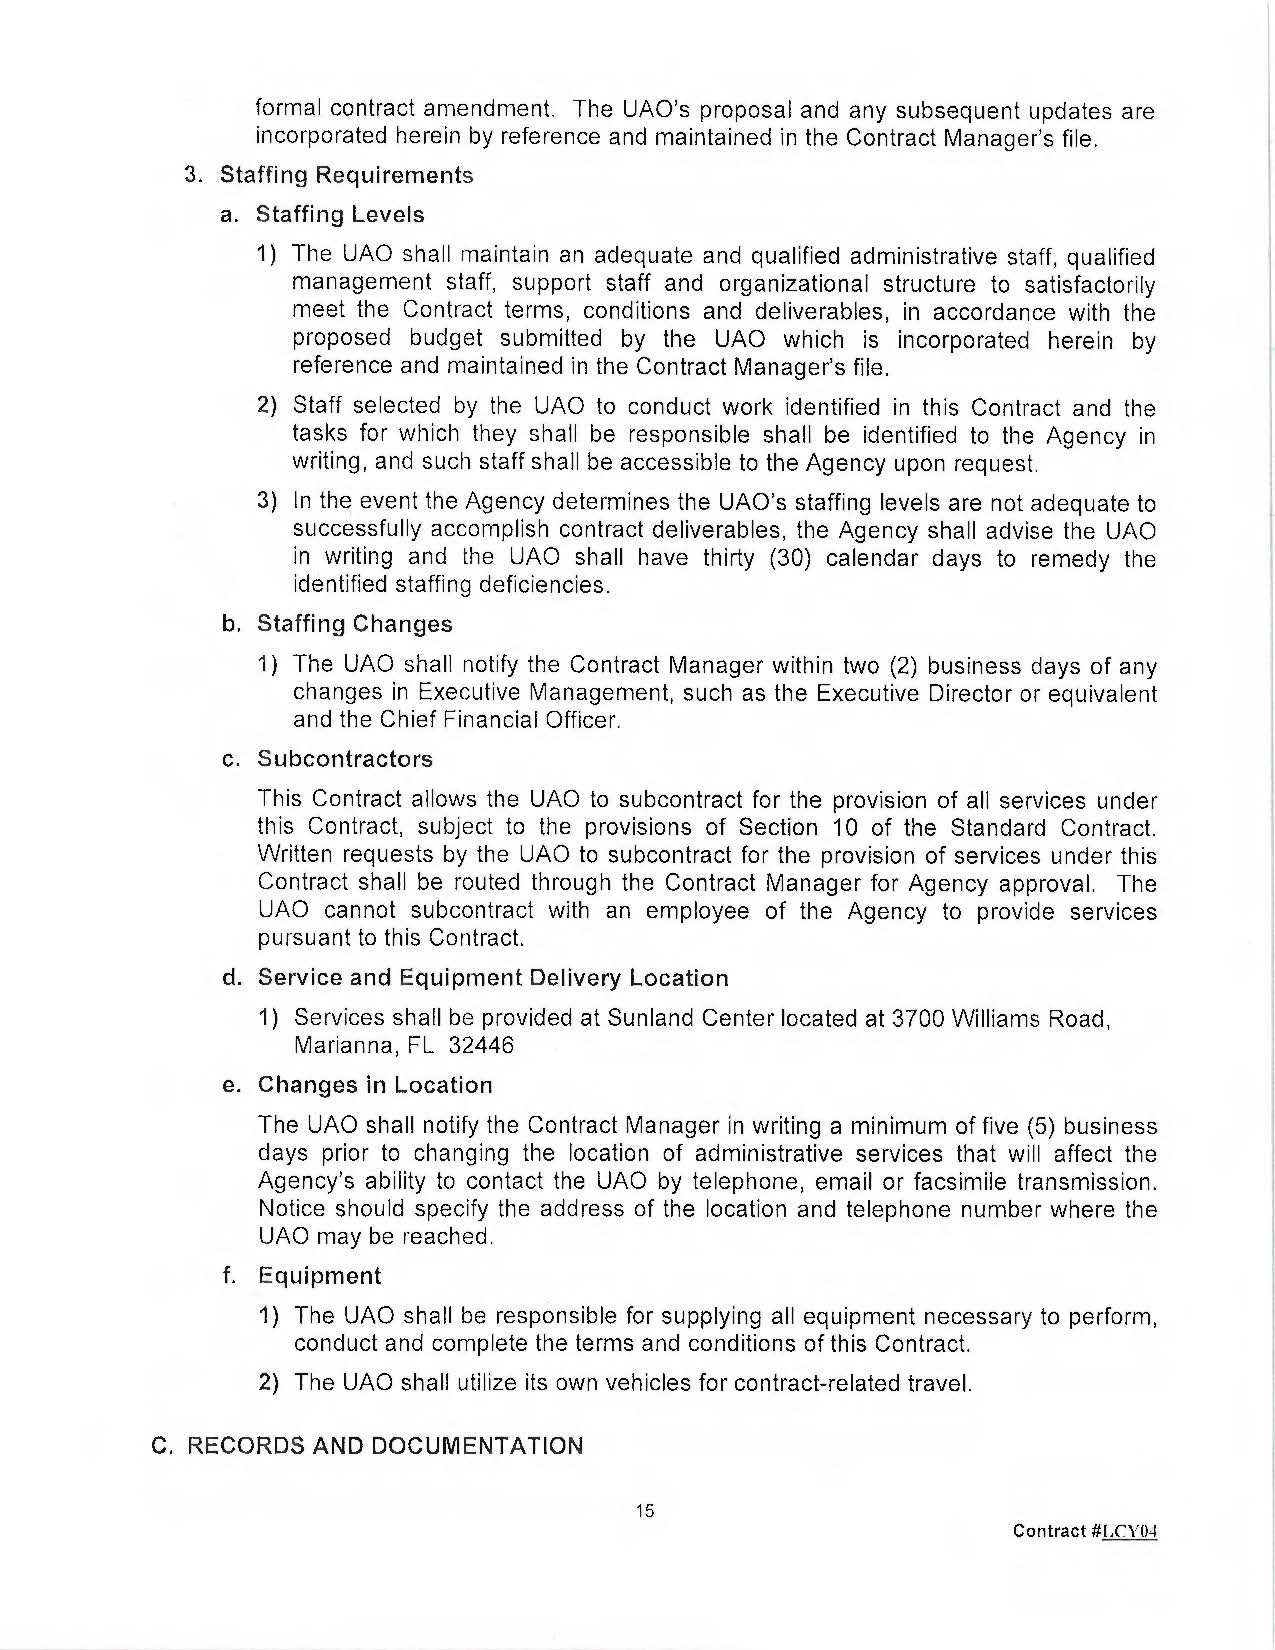 formal contract amendment. The UAO's proposal and any subsequent updates are
incorporated herein by reference and maintained in the Contract Manager's file.
3. Staffing Requirements
a. Staffing Levels
1) The UAO shall maintain an adequate and qualified administrative staff, qualified
management staff, support staff and organizational structure to satisfactorily
meet the Contract terms, conditions and deliverables, in accordance with the
proposed budget submitted by the UAO which is incorporated herein by
reference and maintained in the Contract Manager's file.
2) Staff selected by the UAO to conduct work identified in this Contract and the
tasks for which they shall be responsible shall be identified to the Agency in
writing, and such staff shall be accessible to the Agency upon request.
3) In the event the Agency determines the UAO's staffing levels are not adequate to
successfully accomplish contract deliverables, the Agency shall advise the UAO
in writing and the UAO shall have thirty (30) calendar days to remedy the
identified staffing deficiencies.
b. Staffing Changes
1) The UAO shall notify the Contract Manager within two (2) business days of any
changes in Executive Management, such as the Executive Director or equivalent
and the Chief Financial Officer.
c. Subcontractors
This Contract allows the UAO to subcontract for the provision of all services under
this Contract, subject to the provisions of Section 10 of the Standard Contract.
Written requests by the UAO to subcontract for the provision of services under this
Contract shall be routed through the Contract Manager for Agency approval. The
UAO cannot subcontract with an employee of the Agency to provide services
pursuant to this Contract.
d. Service and Equipment Delivery Location
1) Services shall be provided at Sunland Center located at 3700 Williams Road,
Marianna, FL 32446
e. Changes in Location
The UAO shall notify the Contract Manager in writing a minimum of five (5) business
days prior to changing the location of administrative services that will affect the
Agency's ability to contact the UAO by telephone, email or facsimile transmission.
Notice should specify the address of the location and telephone number where the
UAO may be reached.
f. Equipment
1) The UAO shall be responsible for supplying all equipment necessary to perform,
conduct and complete the terms and conditions of this Contract.
2) The UAO shall utilize its own vehicles for contract-related travel.
C. RECORDS AND DOCUMENTATION
15
Contract #LCY04